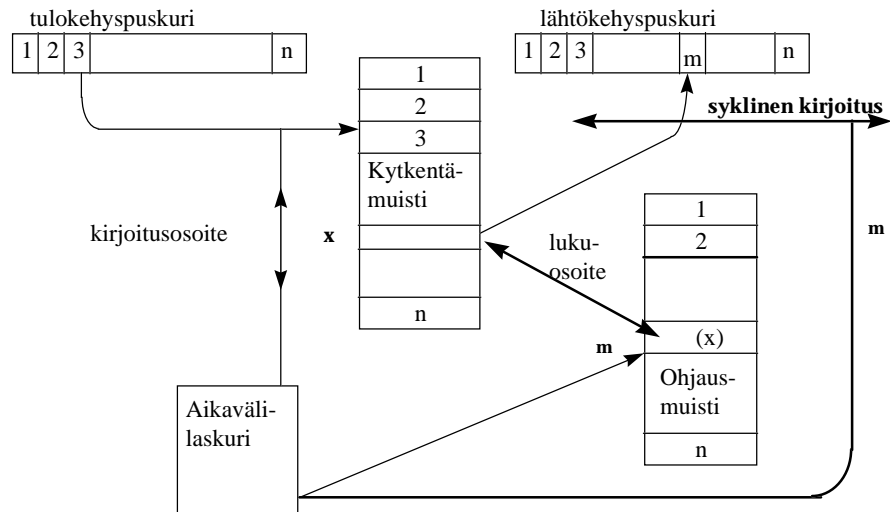 tulokehyspuskuri
1 2 3 n
lähtökehyspuskuri
1 2 3 m n
syklinen kirjoitus
1
2
3
Kytkentä-
muisti
x
n
kirjoitusosoite
luku-
osoite
1
2
(x)
m
Ohjaus-
muisti
n
m
Aikaväli-
laskuri